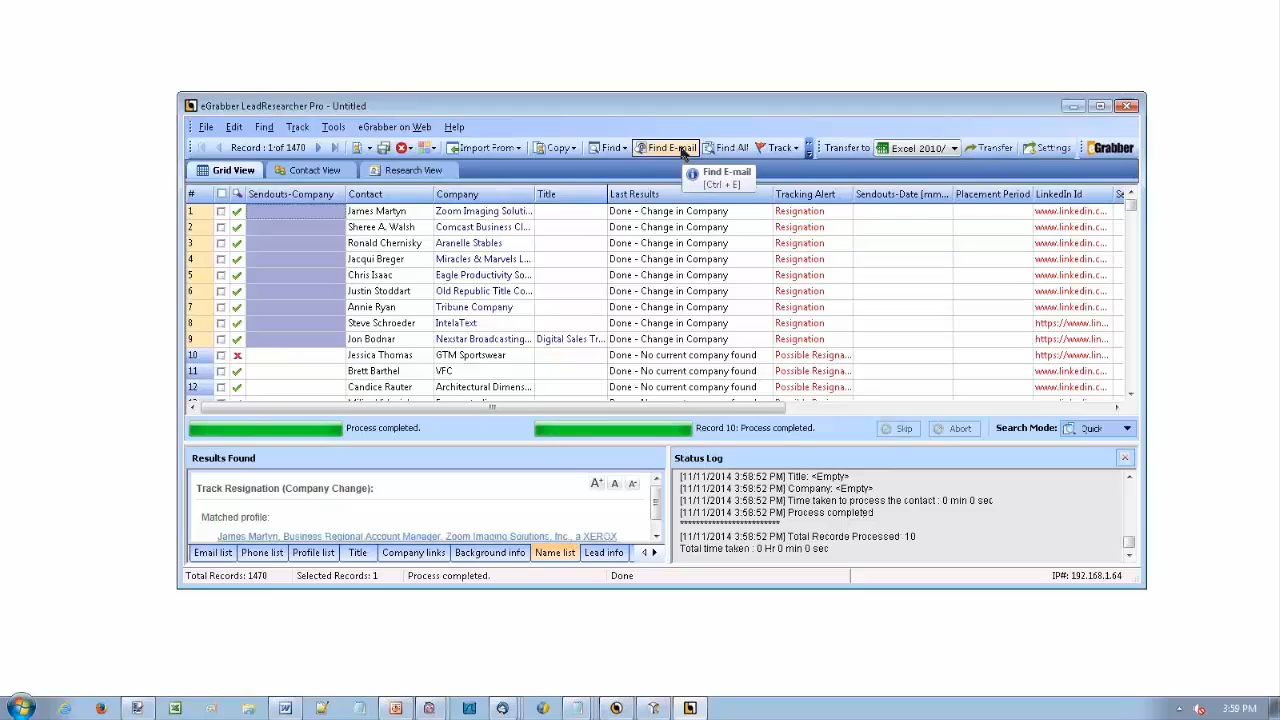 eGrabber LeadResearcher Pro - Untitled
File Edit Find Track Tools eGrabber on Web Help
Record : 1 of 1470 Import From Copy Find Find E-mail Find All Track Transfer to Excel 2010/ Transfer Settings Grabber
Grid View Contact View Research View
Find E-mail
[Ctrl + E]
# Sendouts-Company Contact Company Title Last Results Tracking Alert Sendouts-Date [mm... Placement Period LinkedIn Id
1 James Martyn Zoom Imaging Soluti... Done - Change in Company Resignation www.linkedin.c...
2 Sheree A. Walsh Comcast Business Cl... Done - Change in Company Resignation www.linkedin.c...
3 Ronald Chernisky Aranelle Stables Done - Change in Company Resignation www.linkedin.c...
4 Jacqui Breger Miracles & Marvels L... Done - Change in Company Resignation www.linkedin.c...
5 Chris Isaac Eagle Productivity So... Done - Change in Company Resignation www.linkedin.c...
6 Justin Stoddart Old Republic Title Co... Done - Change in Company Resignation www.linkedin.c...
7 Annie Ryan Tribune Company Done - Change in Company Resignation www.linkedin.c...
8 Steve Schroeder IntelaText Done - Change in Company Resignation https://www.lin...
9 Jon Bodnar Nexstar Broadcasting... Digital Sales Tr... Done - Change in Company Resignation https://www.lin...
10 Jessica Thomas GTM Sportswear Done - No current company found Possible Resigna... https://www.lin...
11 Brett Barthel VFC Done - No current company found Possible Resigna... www.linkedin.c...
12 Candice Rauter Architectural Dimens... Done - No current company found Possible Resigna... www.linkedin.c...
Process completed. Record 10: Process completed. Skip Abort Search Mode: Quick
Results Found
Track Resignation (Company Change): A+ A A-
Matched profile:
James Martyn, Business Regional Account Manager, Zoom Imaging Solutions, Inc., a XEROX
Email list Phone list Profile list Title Company links Background info Name list Lead info
Status Log
[11/11/2014 3:58:52 PM] Title: <Empty>
[11/11/2014 3:58:52 PM] Company: <Empty>
[11/11/2014 3:58:52 PM] Time taken to process the contact : 0 min 0 sec
[11/11/2014 3:58:52 PM] Process completed
*************************
[11/11/2014 3:58:52 PM] Total Records Processed: 10
Total time taken : 0 Hr 0 min 0 sec
Total Records: 1470 Selected Records: 1 Process completed. Done IP#: 192.168.1.64
3:59 PM